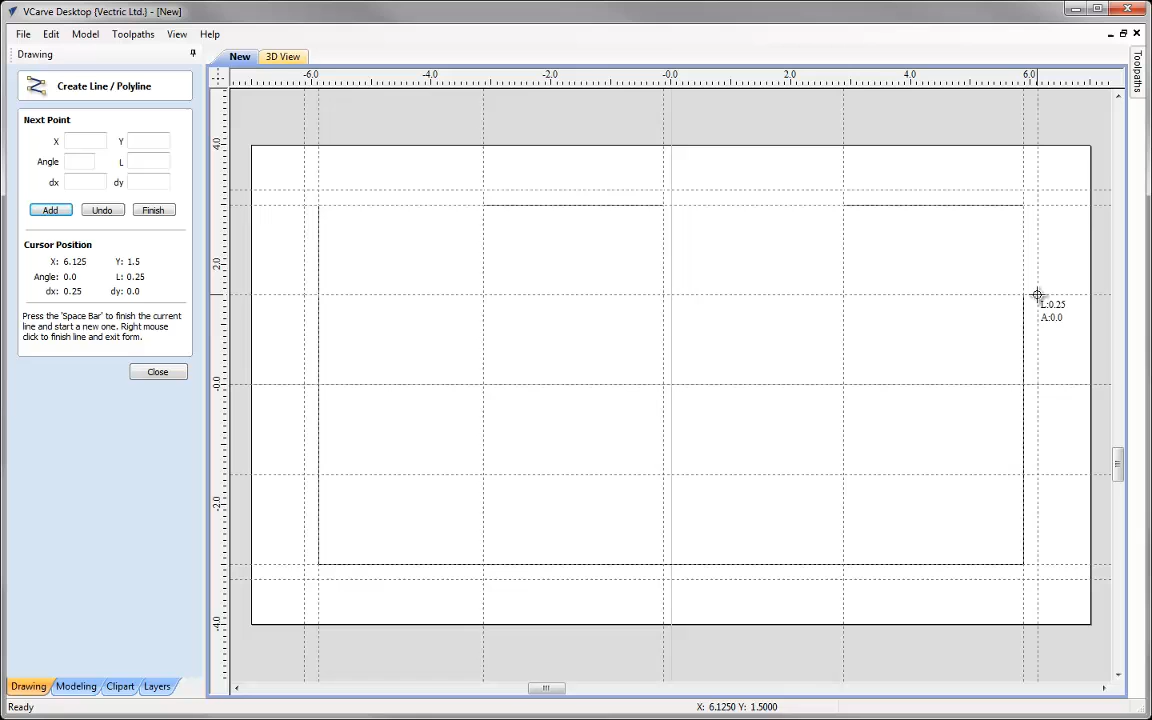 VCarve Desktop {Vectric Ltd.} - [New]
File Edit Model Toolpaths View Help
Drawing
New 3D View
Toolpaths
Create Line / Polyline
Next Point
X Y
Angle L
dx dy
Add Undo Finish
Cursor Position
X: 6.125 Y: 1.5
Angle: 0.0 L: 0.25
dx: 0.25 dy: 0.0
Press the 'Space Bar' to finish the current
line and start a new one. Right mouse
click to finish line and exit form.
Close
-6.0 -4.0 -2.0 -0.0 2.0 4.0 6.0
4.0
2.0
-0.0
-2.0
-4.0
L:0.25
A:0.0
Drawing Modeling Clipart Layers
Ready
X: 6.1250 Y: 1.5000